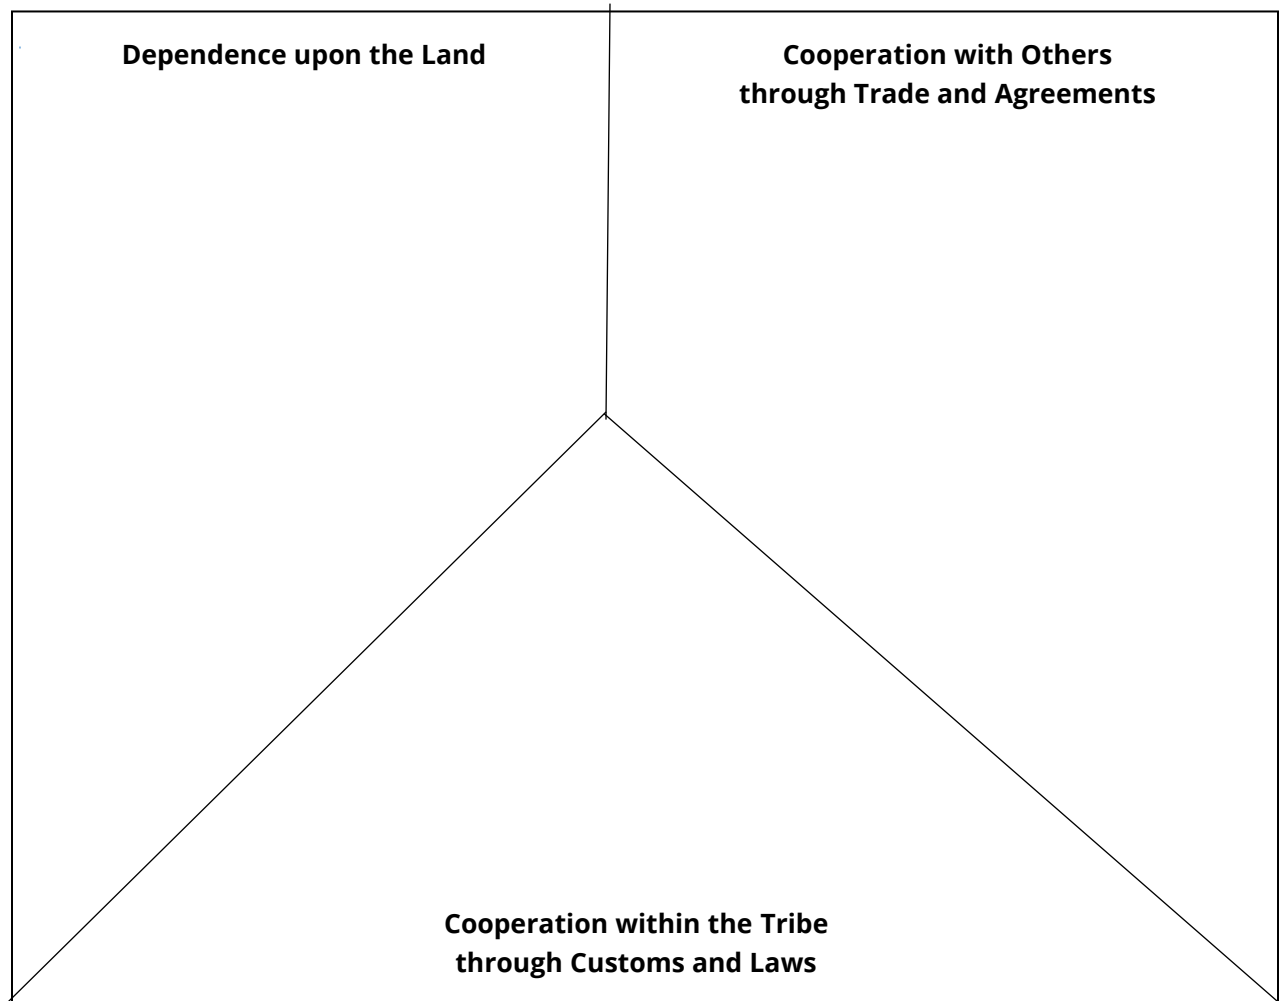 Dependence upon the Land
Cooperation with Others
through Trade and Agreements
Cooperation within the Tribe
through Customs and Laws